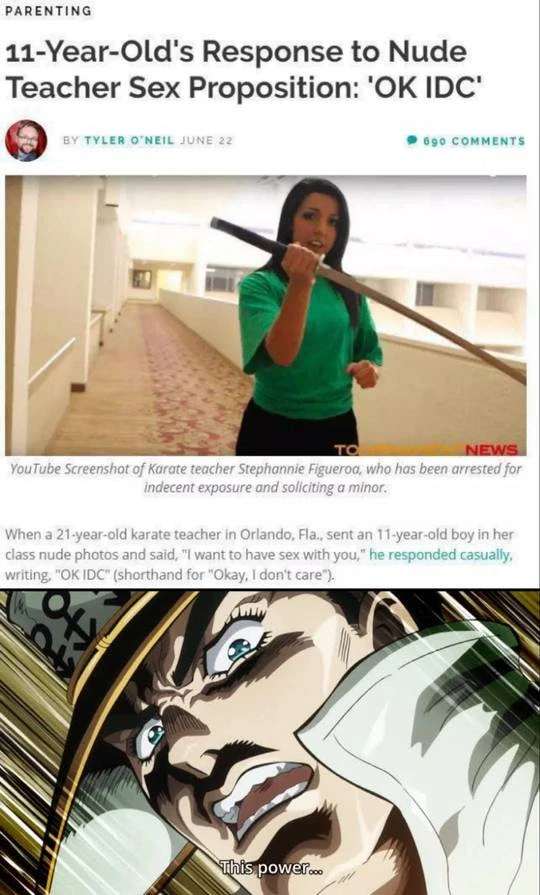 PARENTING
11-Year-Old's Response to Nude
Teacher Sex Proposition: 'OK IDC'
BY TYLER O'NEIL JUNE 22
690 COMMENTS
NEWS
YouTube Screenshot of Karate teacher Stephannie Figueroa, who has been arrested for
indecent exposure and soliciting a minor.
When a 21-year-old karate teacher in Orlando, Fla., sent an 11-year-old boy in her
class nude photos and said, "I want to have sex with you," he responded casually,
writing, "OK IDC" (shorthand for "Okay, I don't care").
This power...